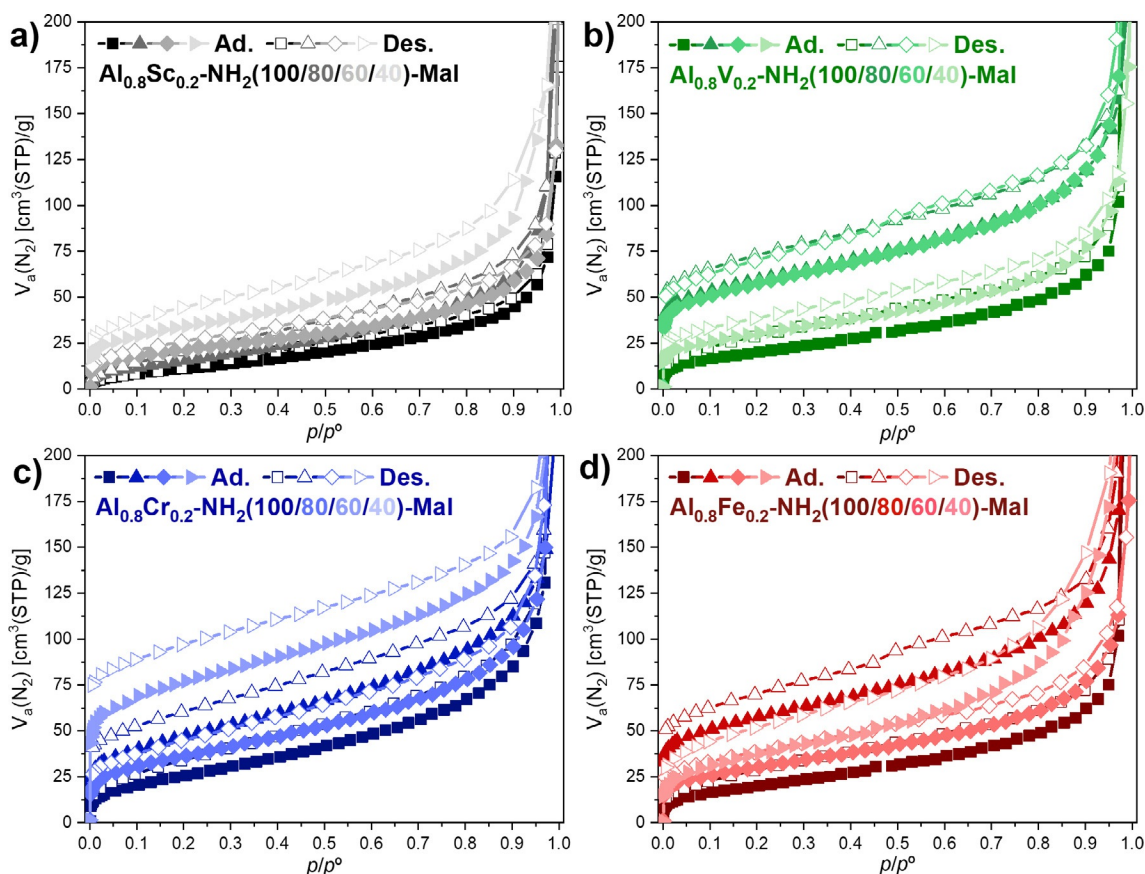 a)
Ad. Des.
Al0.8Sc0.2-NH2(100/80/60/40)-Mal
Va(N2) [cm3(STP)/g]
200
175
150
125
100
75
50
25
0
0.0 0.1 0.2 0.3 0.4 0.5 0.6 0.7 0.8 0.9 1.0
p/pº
b)
Ad. Des.
Al0.8V0.2-NH2(100/80/60/40)-Mal
Va(N2) [cm3(STP)/g]
200
175
150
125
100
75
50
25
0
0.0 0.1 0.2 0.3 0.4 0.5 0.6 0.7 0.8 0.9 1.0
p/pº
c)
Ad. Des.
Al0.8Cr0.2-NH2(100/80/60/40)-Mal
Va(N2) [cm3(STP)/g]
200
175
150
125
100
75
50
25
0
0.0 0.1 0.2 0.3 0.4 0.5 0.6 0.7 0.8 0.9 1.0
p/pº
d)
Ad. Des.
Al0.8Fe0.2-NH2(100/80/60/40)-Mal
Va(N2) [cm3(STP)/g]
200
175
150
125
100
75
50
25
0
0.0 0.1 0.2 0.3 0.4 0.5 0.6 0.7 0.8 0.9 1.0
p/pº